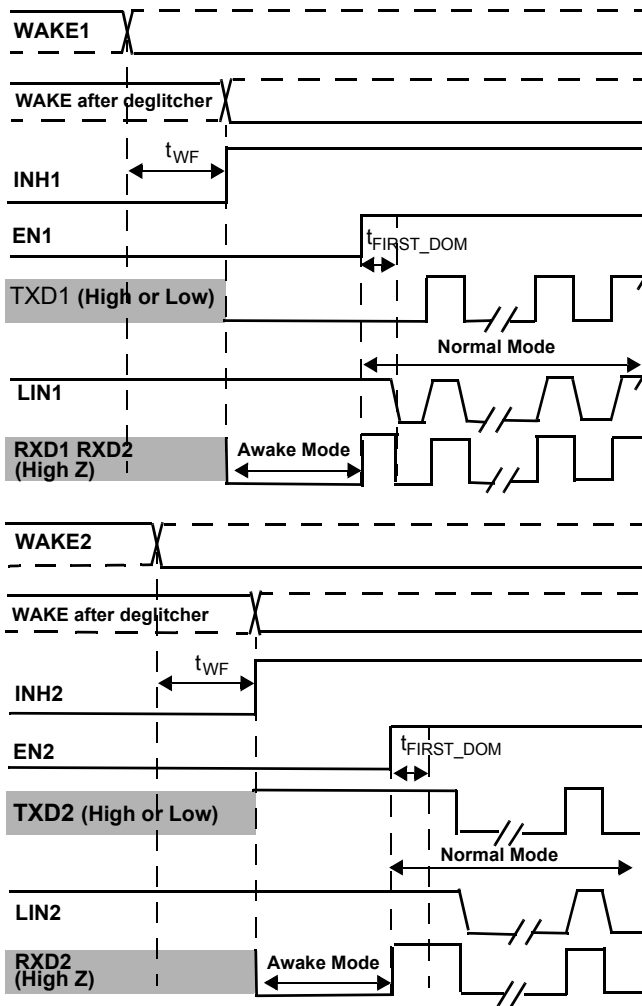 WAKE1
WAKE after deglitcher
tWF
INH1
EN1
tFIRST_DOM
TXD1 (High or Low)
Normal Mode
LIN1
RXD1 RXD2
(High Z)
Awake Mode
WAKE2
WAKE after deglitcher
tWF
INH2
EN2
tFIRST_DOM
TXD2 (High or Low)
Normal Mode
LIN2
RXD2
(High Z)
Awake Mode